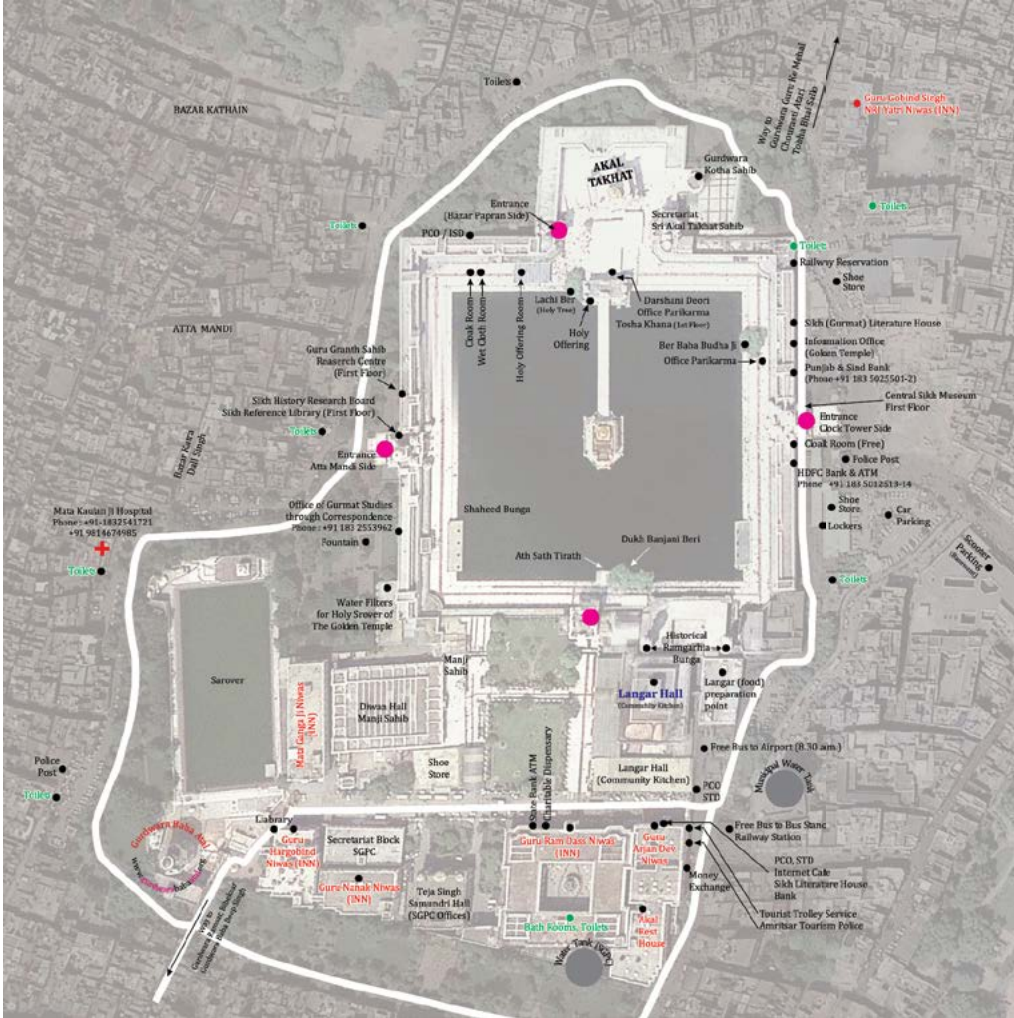 Toilets
BAZAR KATHAIN
Way to
Gurdwara Guru Ke Mehal
Chourasti Atari
Tosha Bhai Salo
Guru Gobind Singh
NRI Yatri Niwas (INN)
AKAL
TAKHAT
Gurdwara
Kotha Sahib
Entrance
(Bazar Papran Side)
Secretariat
Sri Akal Takhat Sahib
Toilets
Toilets
PCO / ISD
Toilets
Railway Reservation
Shoe
Store
Cloak Room
Wet Cloth Room
Holy Offering Room
Lachi Ber
(Holy Tree)
Holy
Offering
Darshani Deori
Office Parikarma
Tosha Khana (1st Floor)
ATTA MANDI
Sikh (Gurmat) Literature House
Ber Baba Budha Ji
Office Parikarma
Information Office
(Goken Temple)
Punjab & Sind Bank
(Phone +91 183 5025501-2)
Guru Granth Sahib
Reaserch Centre
(First Floor)
Sikh History Research Board
Sikh Reference Library (First Floor)
Central Sikh Museum
First Floor
Entrance
Clock Tower Side
Toilets
Entrance
Atta Mandi Side
Cloak Room (Free)
Police Post
HDFC Bank & ATM
Phone +91 183 5012513-14
Bazar Kaira
Dall Singh
Mata Kaulan Ji Hospital
Phone : +91-1832541721
+91 9814674985
Toilets
Office of Gurmat Studies
through Correspondence
Phone : +91 183 2553962
Fountain
Shaheed Bunga
Shoe
Store
Lockers
Car
Parking
Scooter
Parking
(Basement)
Dukh Banjani Beri
Ath Sath Tirath
Toilets
Water Filters
for Holy Srover of
The Golden Temple
Historical
Ramgarhia
Bunga
Sarover
Mata Ganga Ji Niwas
(INN)
Manji
Sahib
Diwan Hall
Manji Sahib
Langar Hall
(Community Kitchen)
Langar (food)
preparation
point
Free Bus to Airport (8.30 am)
Police
Post
Toilets
Shoe
Store
Langar Hall
(Community Kitchen)
PCO
STD
Municipal Water Tank
State Bank ATM
Charitable Dispensary
Gurdwara Baba Atal
Library
Guru
Hargobind
Niwas (INN)
Secretariat Block
SGPC
Guru Ram Dass Niwas
(INN)
Guru
Arjan Dev
Niwas
Free Bus to Bus Stand
Railway Station
PCO, STD
Internet Cafe
Sikh Literature House
Bank
Money
Exchange
Guru Nanak Niwas
(INN)
Teja Singh
Samundri Hall
(SGPC Offices)
Bath Rooms, Toilets
Akal
Rest
House
Tourist Trolley Service
Amritsar Tourism Police
Water Tank (SGPC)
Way to